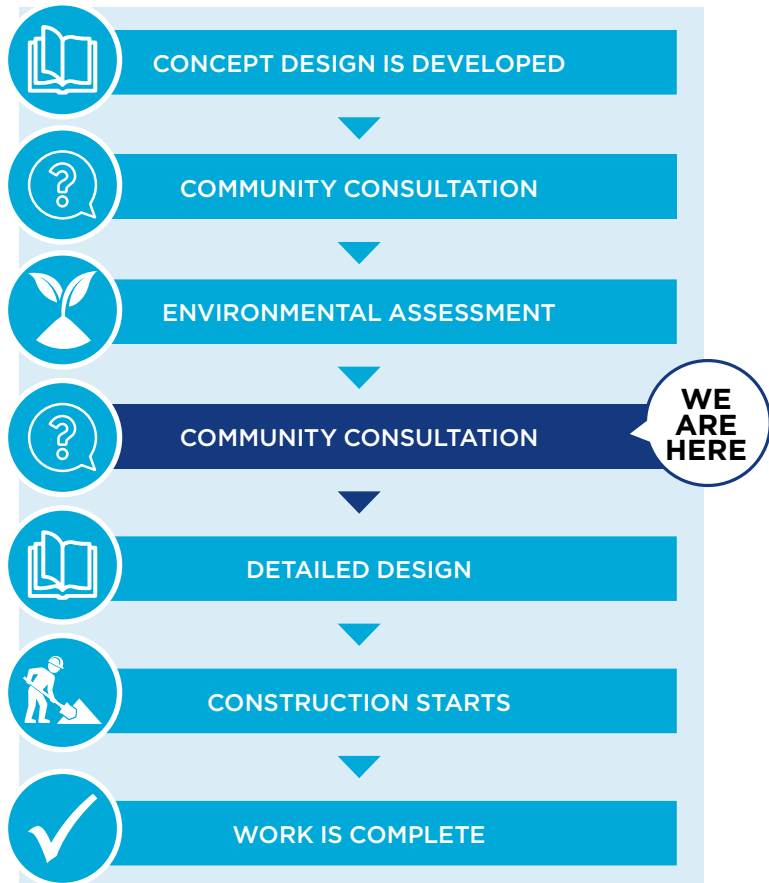 CONCEPT DESIGN IS DEVELOPED
COMMUNITY CONSULTATION
ENVIRONMENTAL ASSESSMENT
COMMUNITY CONSULTATION
WE
ARE
HERE
DETAILED DESIGN
CONSTRUCTION STARTS
WORK IS COMPLETE